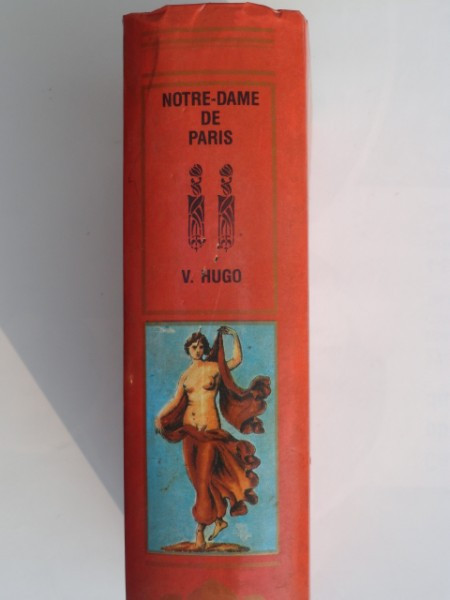 NOTRE-DAME
DE
PARIS
V. HUGO